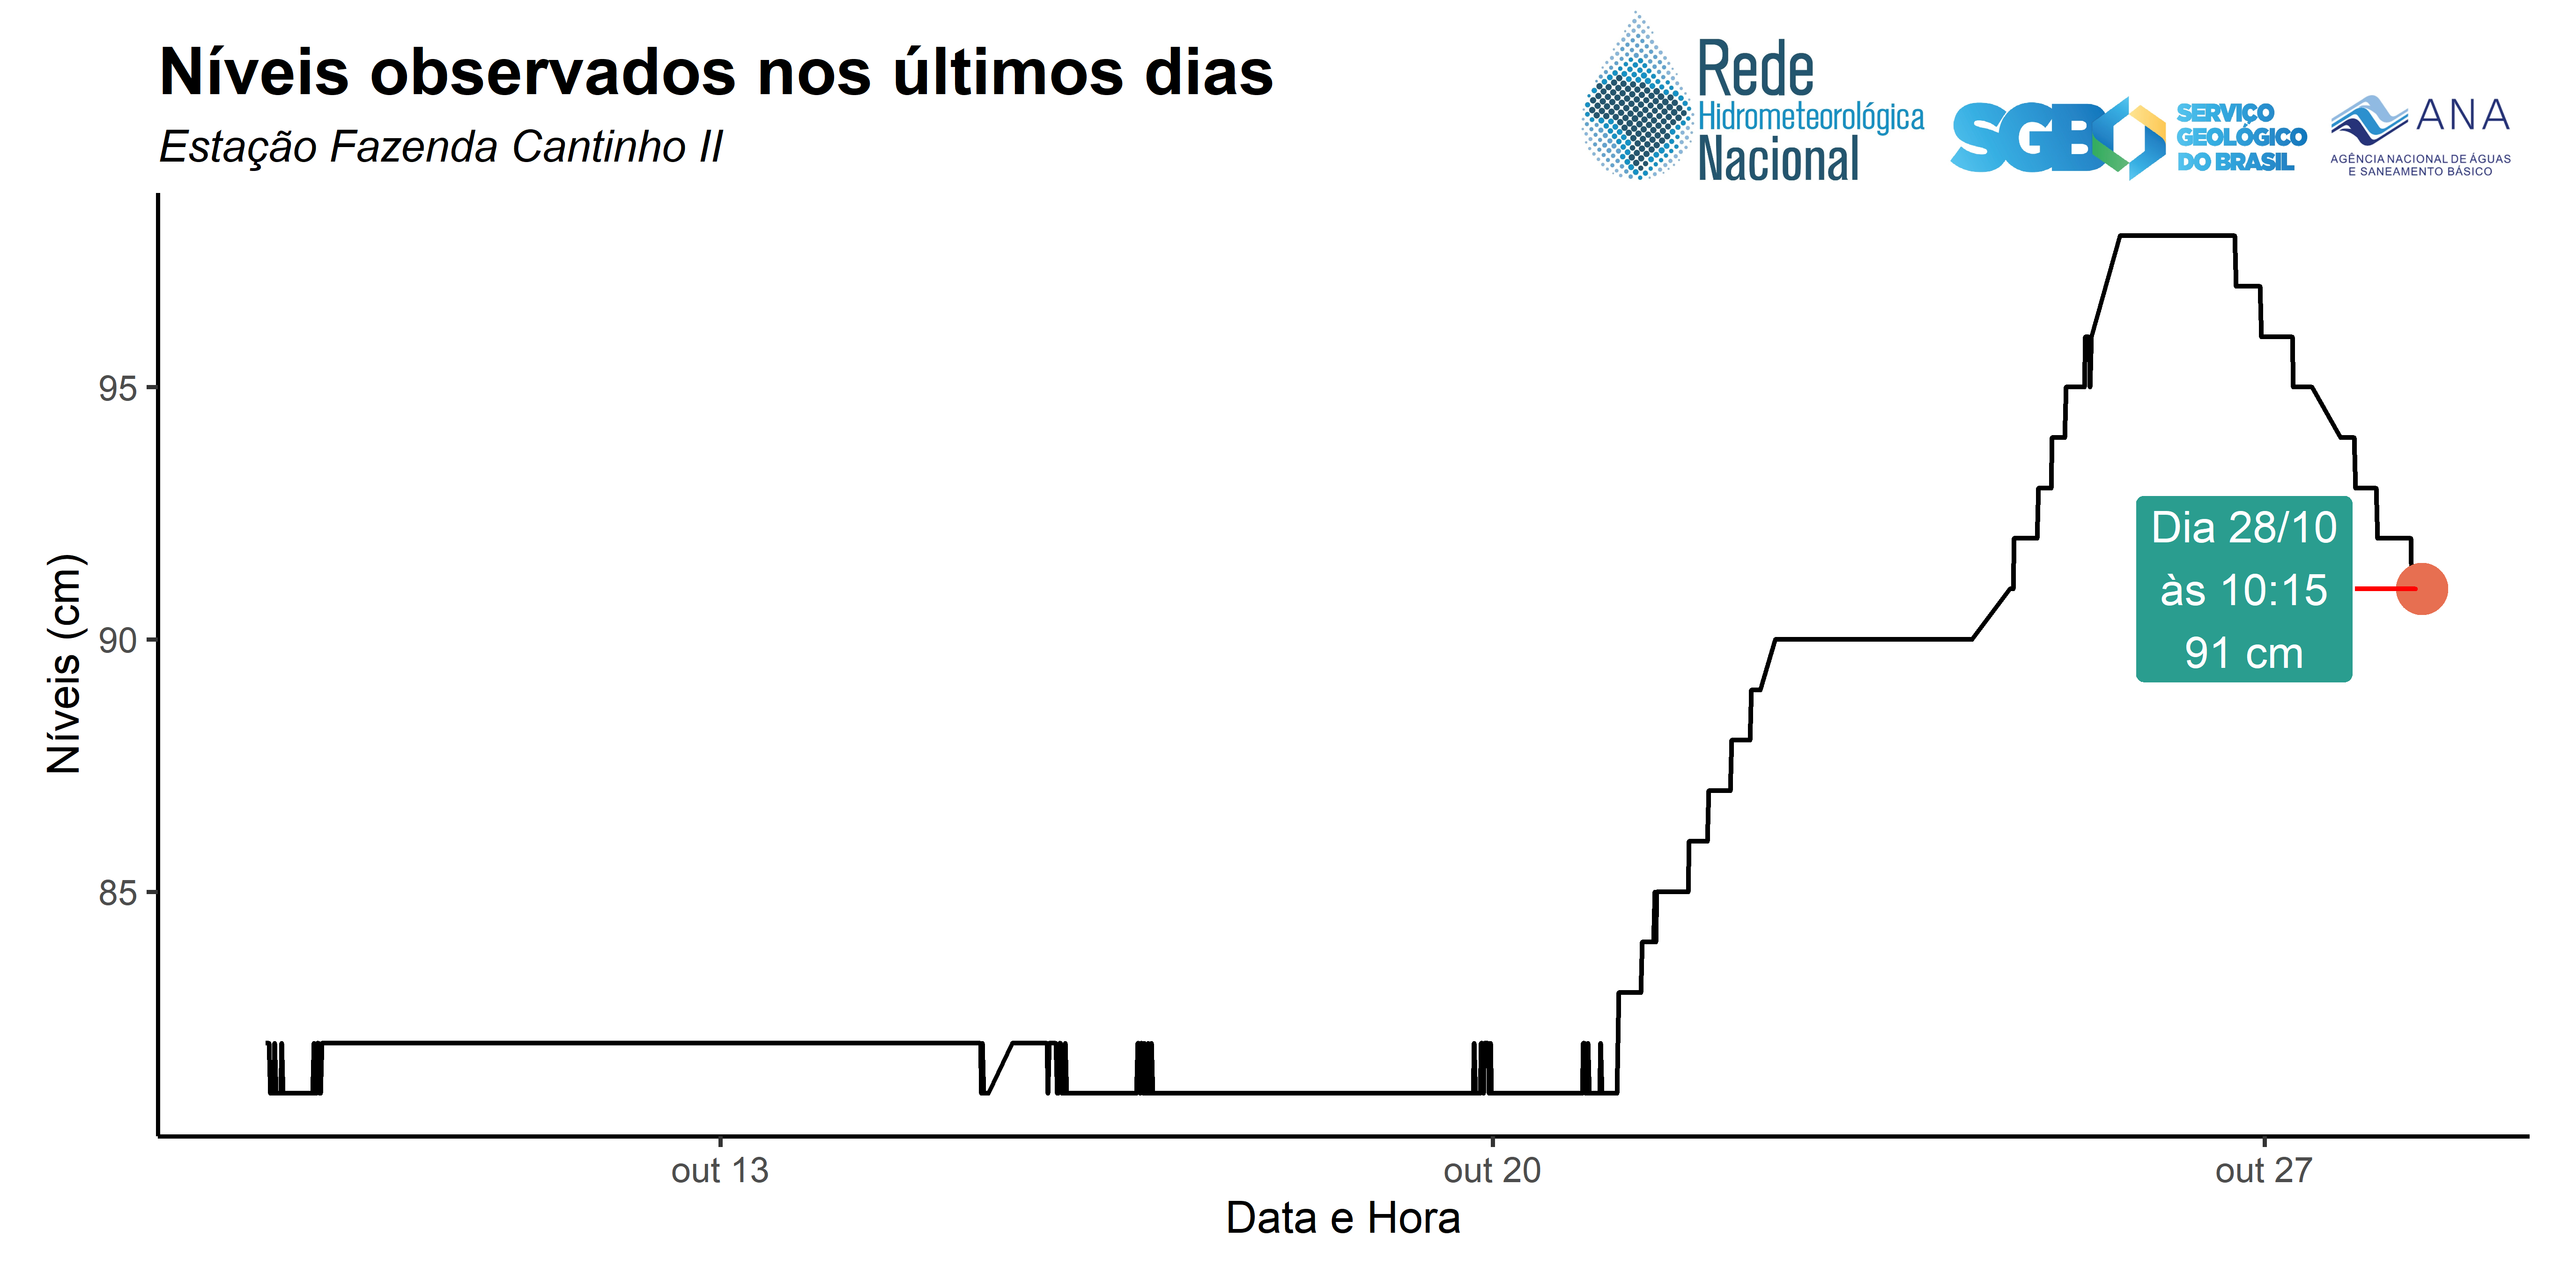 Níveis observados nos últimos dias
Estação Fazenda Cantinho II
Rede
Hidrometeorológica
Nacional
SGB
SERVIÇO
GEOLÓGICO
DO BRASIL
ANA
AGÊNCIA NACIONAL DE ÁGUAS
E SANEAMENTO BÁSICO
Níveis (cm)
95
90
85
Dia 28/10
às 10:15
91 cm
out 13
out 20
out 27
Data e Hora